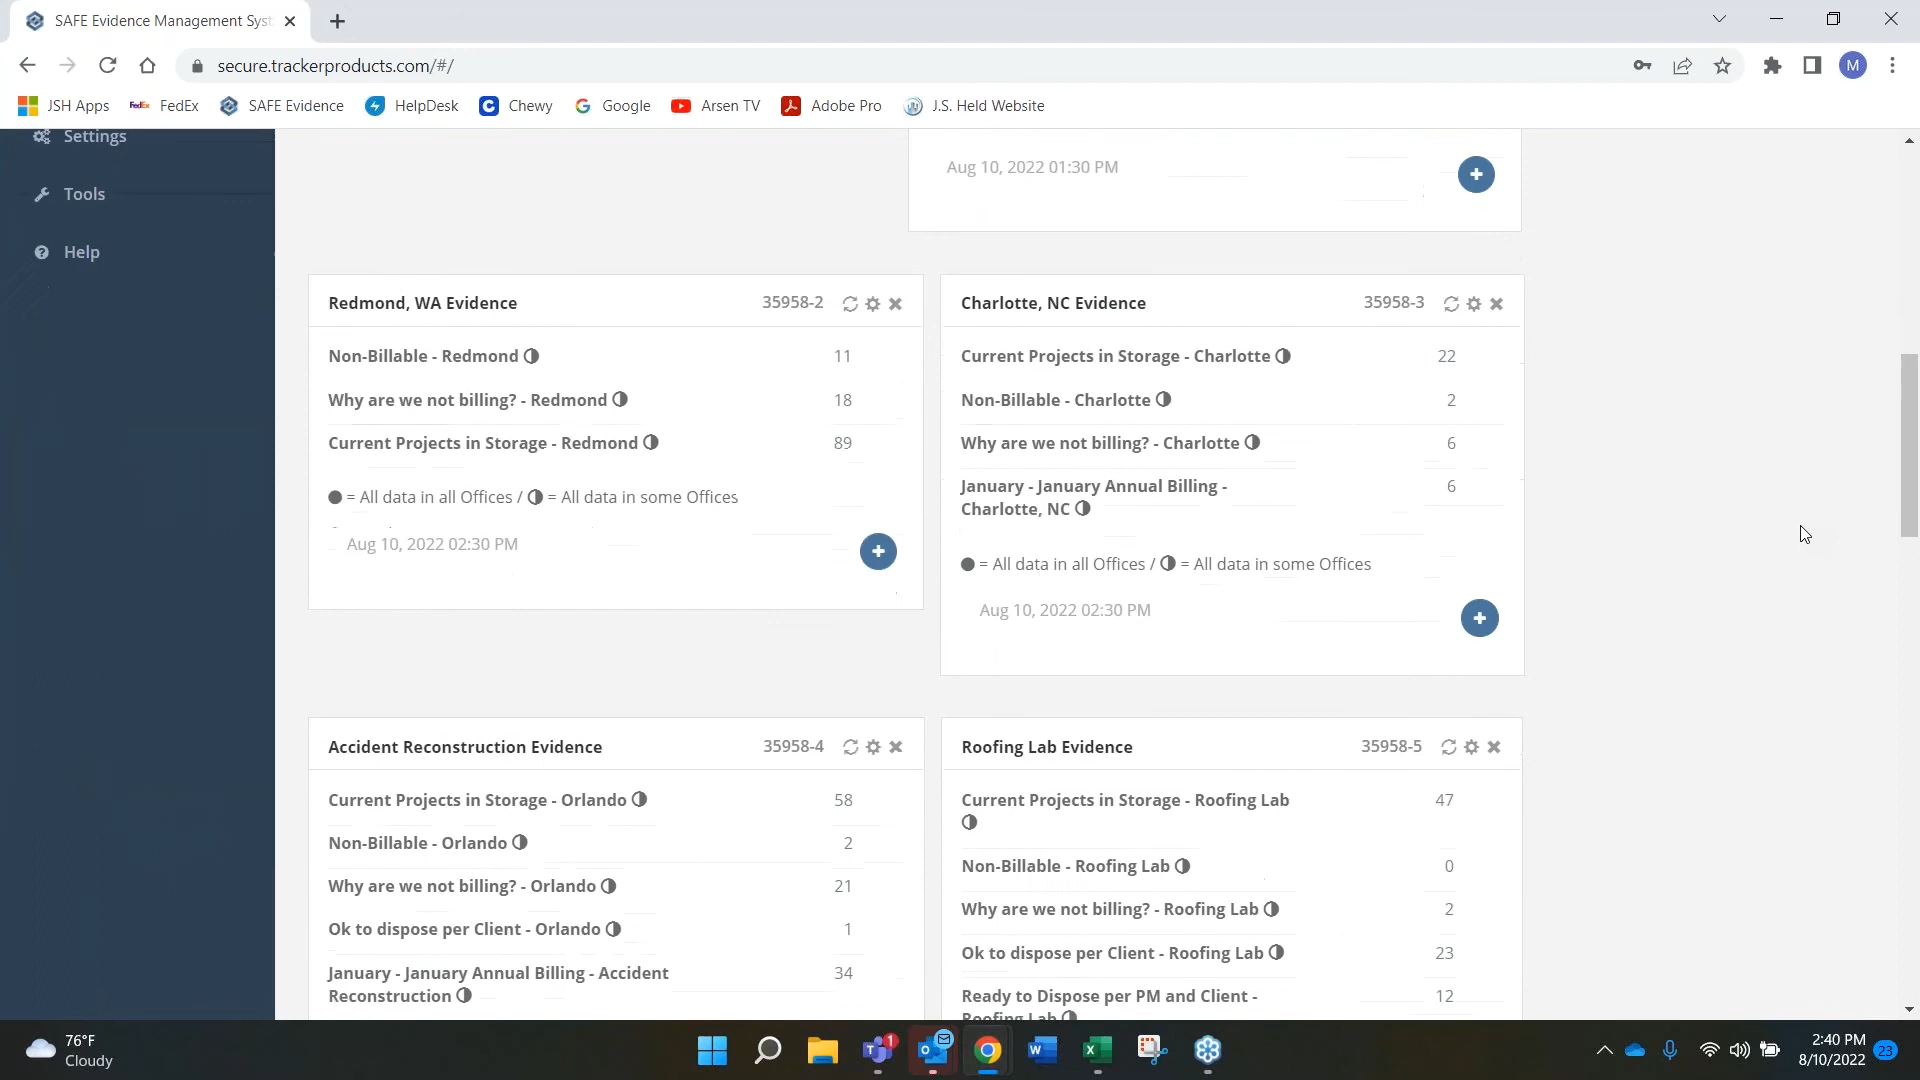 SAFE Evidence Management Syst
secure.trackerproducts.com/#/
M
JSH Apps
FedEx FedEx
SAFE Evidence
HelpDesk
Chewy
Google
Arsen TV
Adobe Pro
J.S. Held Website
Settings
Tools
Help
Aug 10, 2022 01:30 PM
Redmond, WA Evidence 35958-2
Non-Billable - Redmond 11
Why are we not billing? - Redmond 18
Current Projects in Storage - Redmond 89
= All data in all Offices / = All data in some Offices
Aug 10, 2022 02:30 PM
Charlotte, NC Evidence 35958-3
Current Projects in Storage - Charlotte 22
Non-Billable - Charlotte 2
Why are we not billing? - Charlotte 6
January - January Annual Billing - 6
Charlotte, NC
= All data in all Offices / = All data in some Offices
Aug 10, 2022 02:30 PM
Accident Reconstruction Evidence 35958-4
Current Projects in Storage - Orlando 58
Non-Billable - Orlando 2
Why are we not billing? - Orlando 21
Ok to dispose per Client - Orlando 1
January - January Annual Billing - Accident 34
Reconstruction
Roofing Lab Evidence 35958-5
Current Projects in Storage - Roofing Lab 47
Non-Billable - Roofing Lab 0
Why are we not billing? - Roofing Lab 2
Ok to dispose per Client - Roofing Lab 23
Ready to Dispose per PM and Client - 12
Roofing Lab
76°F
Cloudy
1
2:40 PM
8/10/2022
23